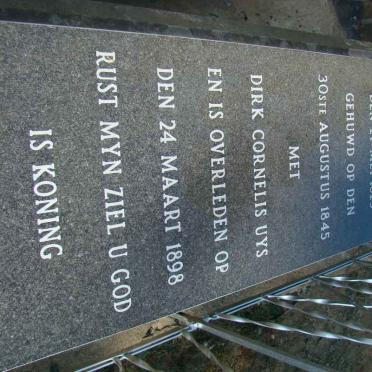 GEHUWD OP DEN
30STE AUGUSTUS 1845
MET
DIRK CORNELIS UYS
EN IS OVERLEDEN OP
DEN 24 MAART 1898
RUST MYN ZIEL U GOD
IS KONING